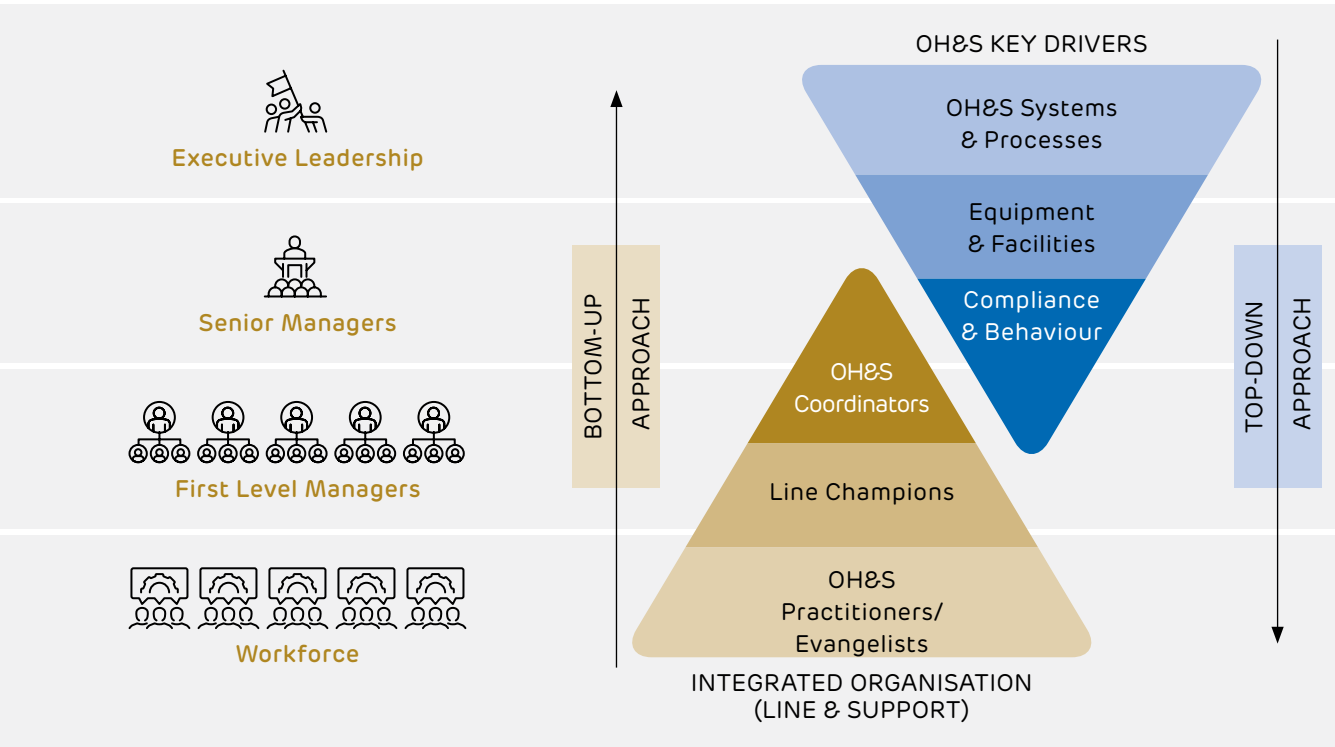 OH&S KEY DRIVERS
OH&S Systems
& Processes
Equipment
& Facilities
Compliance
& Behaviour
Executive Leadership
Senior Managers
First Level Managers
Workforce
BOTTOM-UP
APPROACH
OH&S
Coordinators
Line Champions
OH&S
Practitioners/
Evangelists
INTEGRATED ORGANISATION
(LINE & SUPPORT)
TOP-DOWN
APPROACH